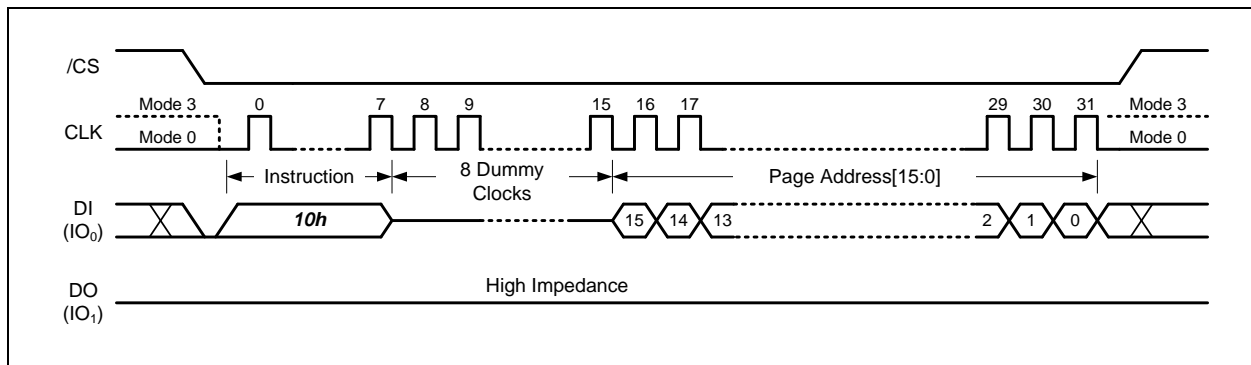 /CS
Mode 3 0 7 8 9 15 16 17 29 30 31 Mode 3
CLK
Mode 0 Mode 0
Instruction 8 Dummy Clocks Page Address[15:0]
DI
(IO0)
10h 15 14 13 2 1 0
DO
(IO1)
High Impedance